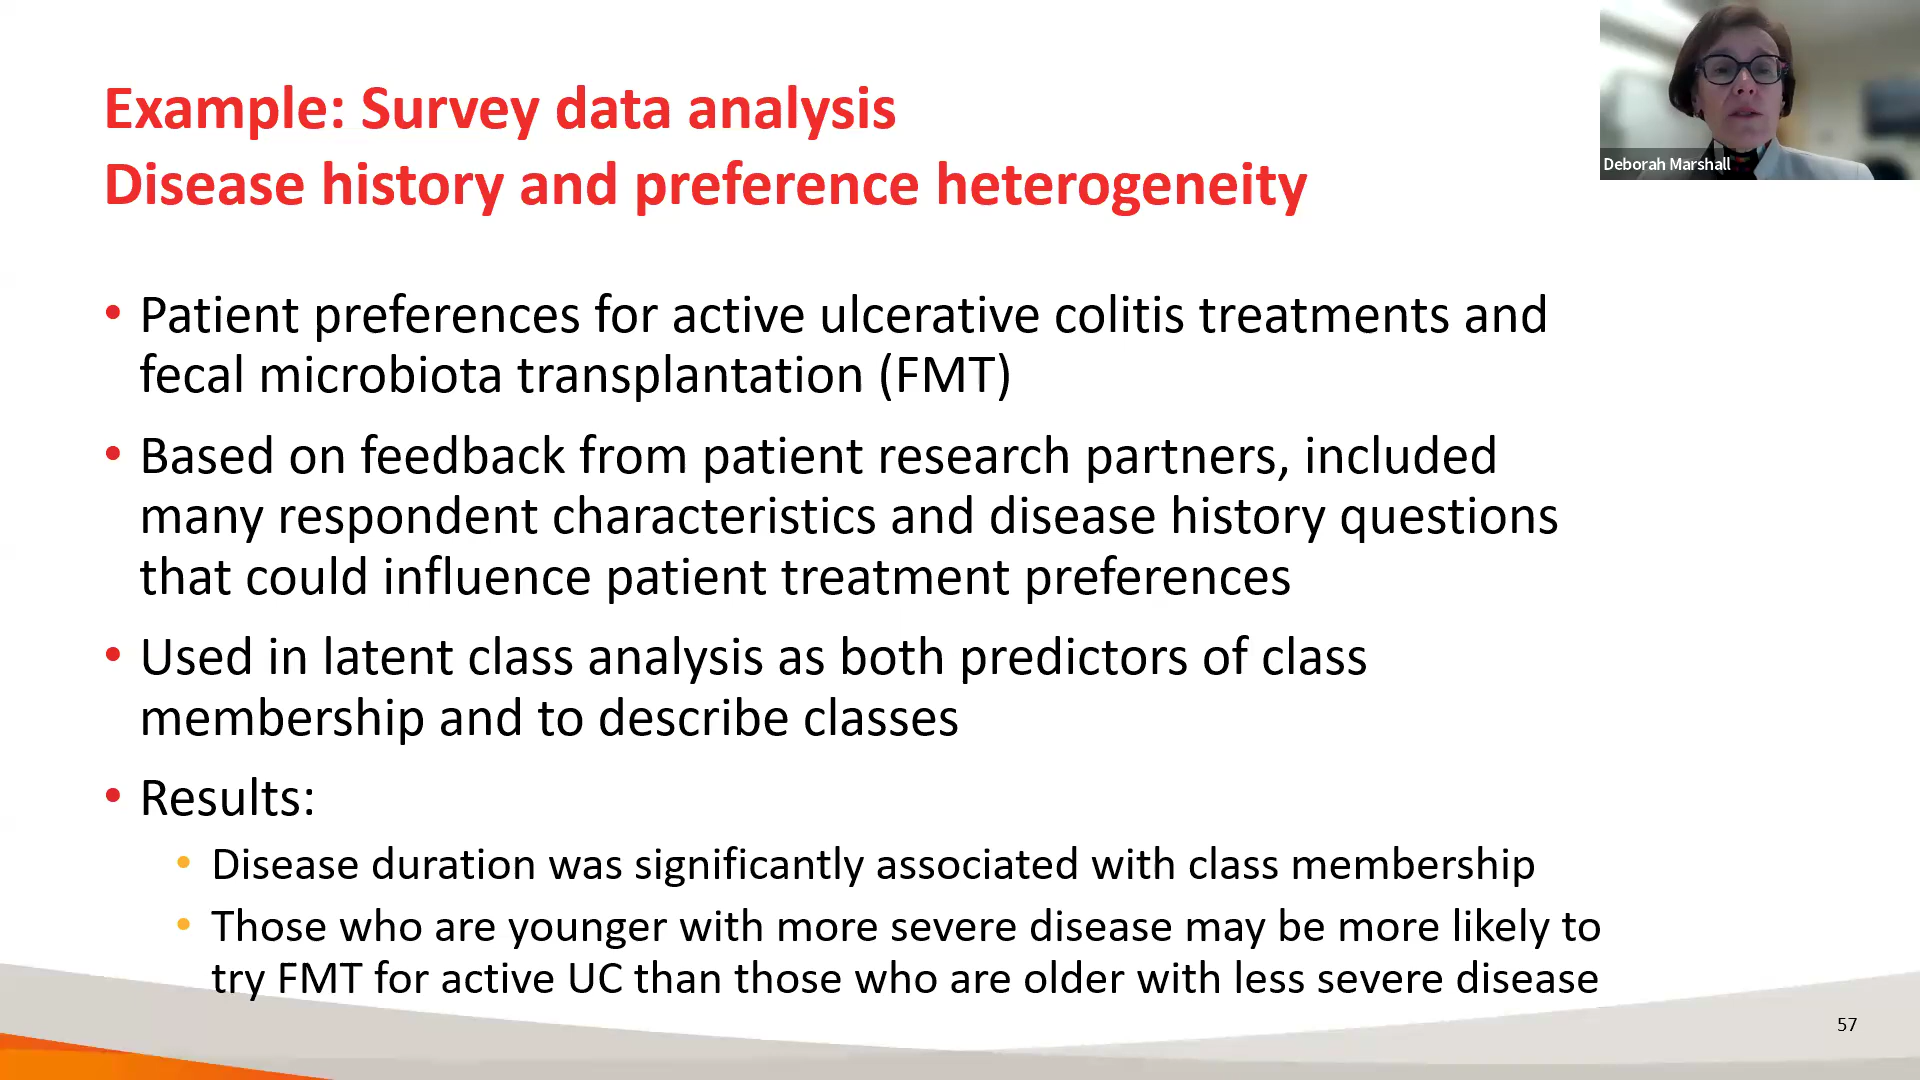 Example: Survey data analysis
Disease history and preference heterogeneity
Deborah Marshall
• Patient preferences for active ulcerative colitis treatments and
fecal microbiota transplantation (FMT)
• Based on feedback from patient research partners, included
many respondent characteristics and disease history questions
that could influence patient treatment preferences
• Used in latent class analysis as both predictors of class
membership and to describe classes
• Results:
• Disease duration was significantly associated with class membership
• Those who are younger with more severe disease may be more likely to
try FMT for active UC than those who are older with less severe disease
57